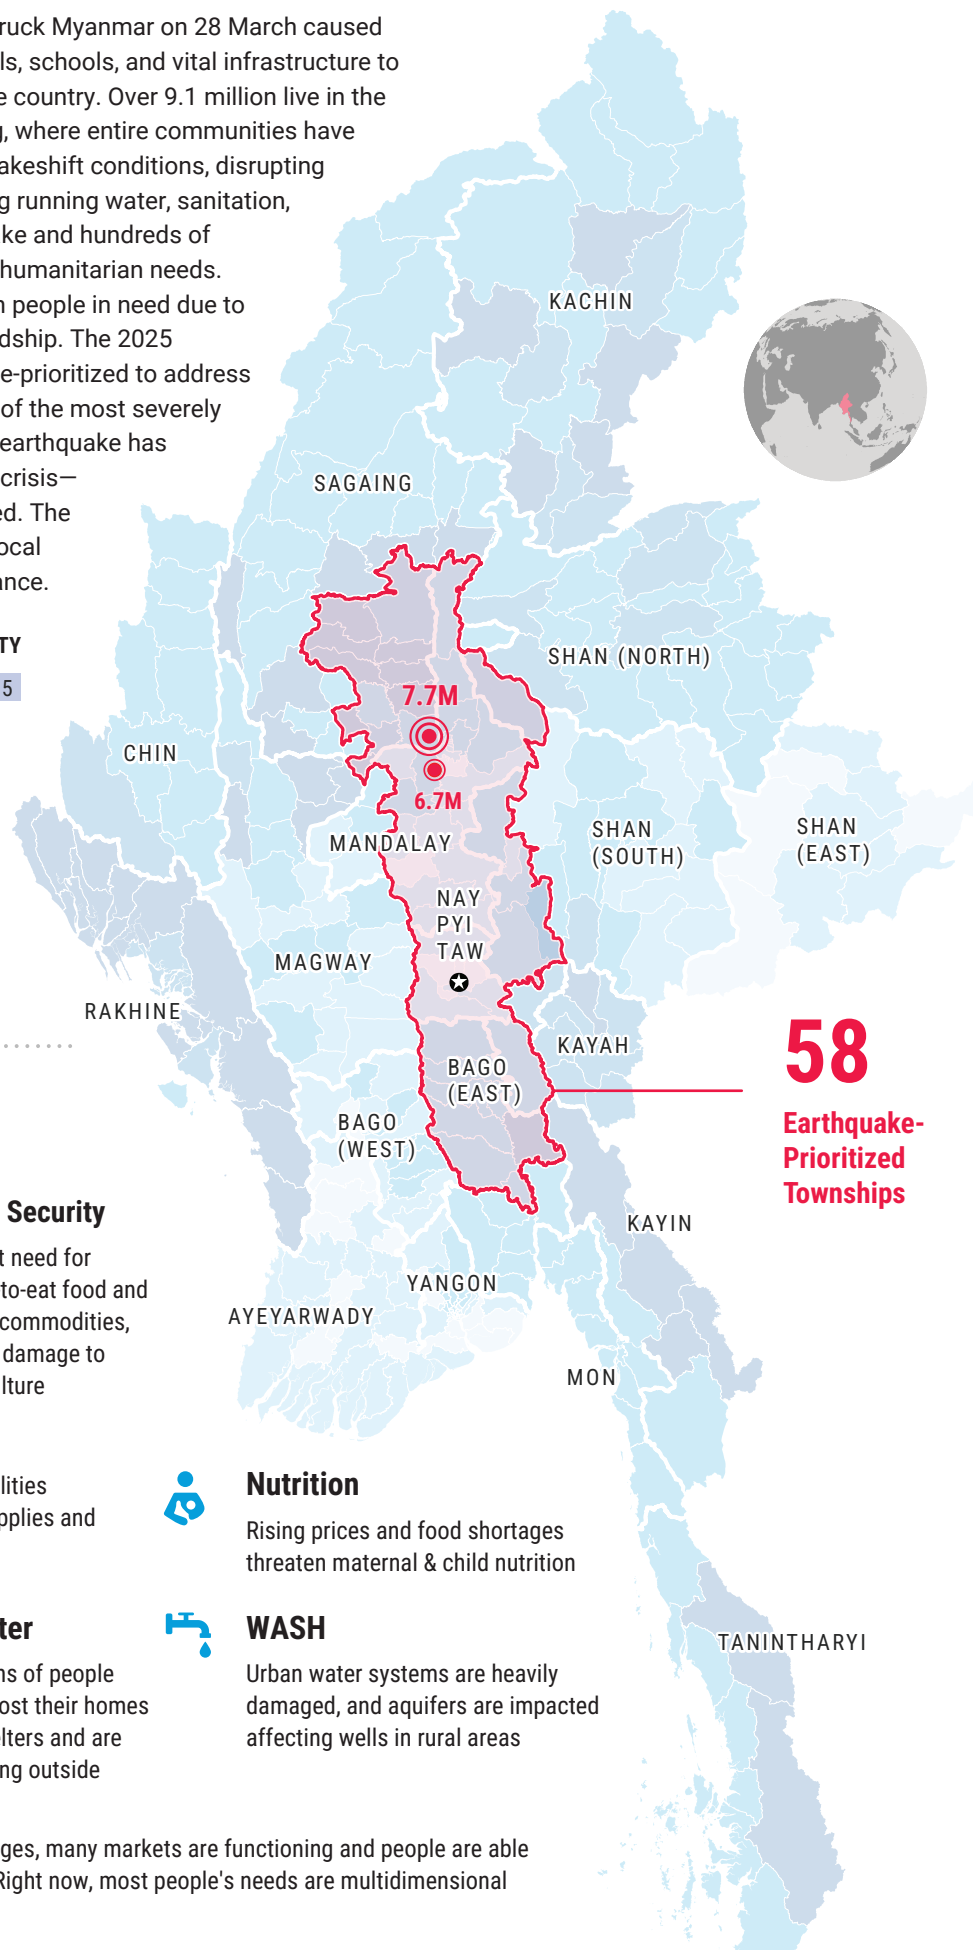 ruck Myanmar on 28 March caused
ls, schools, and vital infrastructure to
e country. Over 9.1 million live in the
g, where entire communities have
akeshift conditions, disrupting
g running water, sanitation,
ke and hundreds of
humanitarian needs.
n people in need due to
dship. The 2025
e-prioritized to address
of the most severely
earthquake has
crisis—
ed. The
ocal
ance.
TY
5
KACHIN
SAGAING
SHAN (NORTH)
7.7M
CHIN
6.7M
MANDALAY
SHAN
(SOUTH)
SHAN
(EAST)
NAY
PYI
TAW
MAGWAY
RAKHINE
KAYAH
BAGO
(EAST)
58
Earthquake-
Prioritized
Townships
BAGO
(WEST)
KAYIN
YANGON
AYEYARWADY
MON
TANINTHARYI
Security
t need for
to-eat food and
commodities,
damage to
lture
lities
pplies and
Nutrition
Rising prices and food shortages
threaten maternal & child nutrition
ter
ns of people
ost their homes
elters and are
ng outside
WASH
Urban water systems are heavily
damaged, and aquifers are impacted
affecting wells in rural areas
ges, many markets are functioning and people are able
Right now, most people's needs are multidimensional